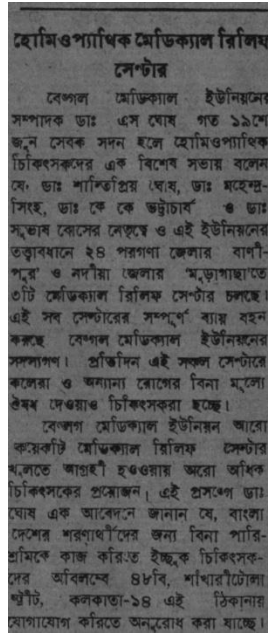 হোমিওপ্যাথিক মেডিক্যাল রিলিফ
সেন্টার
বেঙ্গল মেডিক্যাল ইউনিয়নের
সম্পাদক ডাঃ এস ঘোষ গত ১৯শে
জুন সেবক সদন হলে হোমিওপ্যাথিক
চিকিৎসকদের এক বিশেষ সভায় বলেন
যে, ডাঃ শান্তিপ্রিয় ঘোষ, ডাঃ মহেন্দ্র
সিংহ, ডাঃ কে কে ভট্টাচার্য ও ডাঃ
সুভাষ বোসের নেতৃত্বে ও এই ইউনিয়নের
তত্ত্বাবধানে ২৪ পরগণা জেলার বাণী-
পুর ও নদীয়া জেলার 'মুড়াগাছা'তে
৩টি মেডিক্যাল রিলিফ সেন্টার চলছে।
এই সব সেন্টারের সম্পূর্ণ ব্যয় বহন
করছে বেঙ্গল মেডিক্যাল ইউনিয়নের
সদস্যগণ। প্রতিদিন এই সকল সেন্টারে
কলেরা ও অন্যান্য রোগের বিনা মূল্যে
ঔষধ দেওয়াও চিকিৎসকরা হচ্ছে।
বেঙ্গল মেডিক্যাল ইউনিয়ন আরো
কয়েকটি মেডিক্যাল রিলিফ সেন্টার
খুলতে আগ্রহী হওওয়ায় অরো অধিক
চিকিৎসকের প্রয়োজন। এই প্রসঙ্গে ডাঃ
ঘোষ এক আবেদনে জানান যে, বাংলা
দেশের শরণার্থীদের জন্য বিনা পারি-
শ্রমিকে কাজ করিতে ইচ্ছুক চিকিৎসক-
দের অবিলম্বে ৪৮বি, শাঁখারীটোলা
ষ্ট্রীট, কলকাতা-১৪ এই ঠিকানায়
যোগাযোগ করিতে অনুরোধ করা যাচ্ছে।